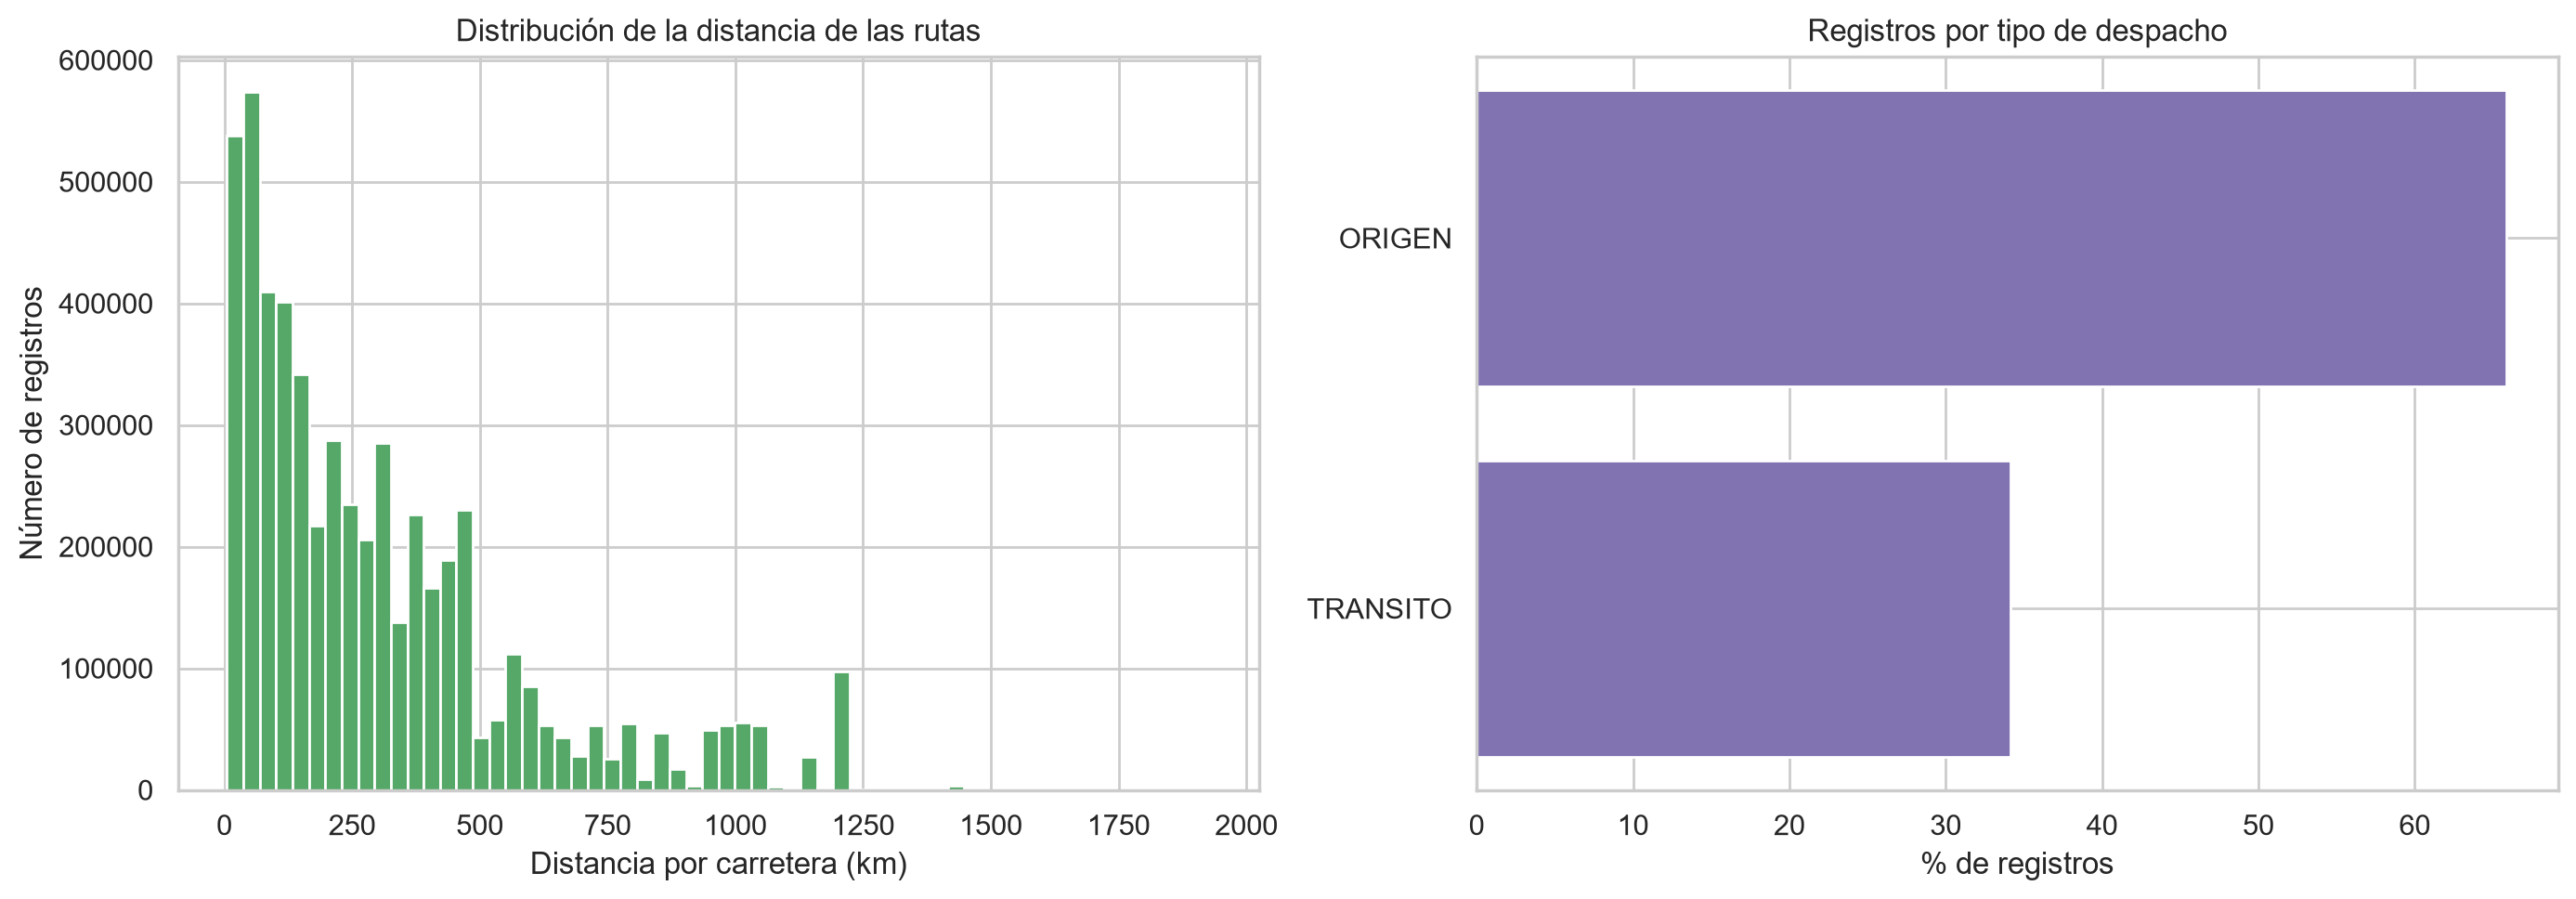 Distribución de la distancia de las rutas
600000
500000
400000
300000
200000
100000
0
Número de registros
0 250 500 750 1000 1250 1500 1750 2000
Distancia por carretera (km)
Registros por tipo de despacho
ORIGEN
TRANSITO
0 10 20 30 40 50 60
% de registros